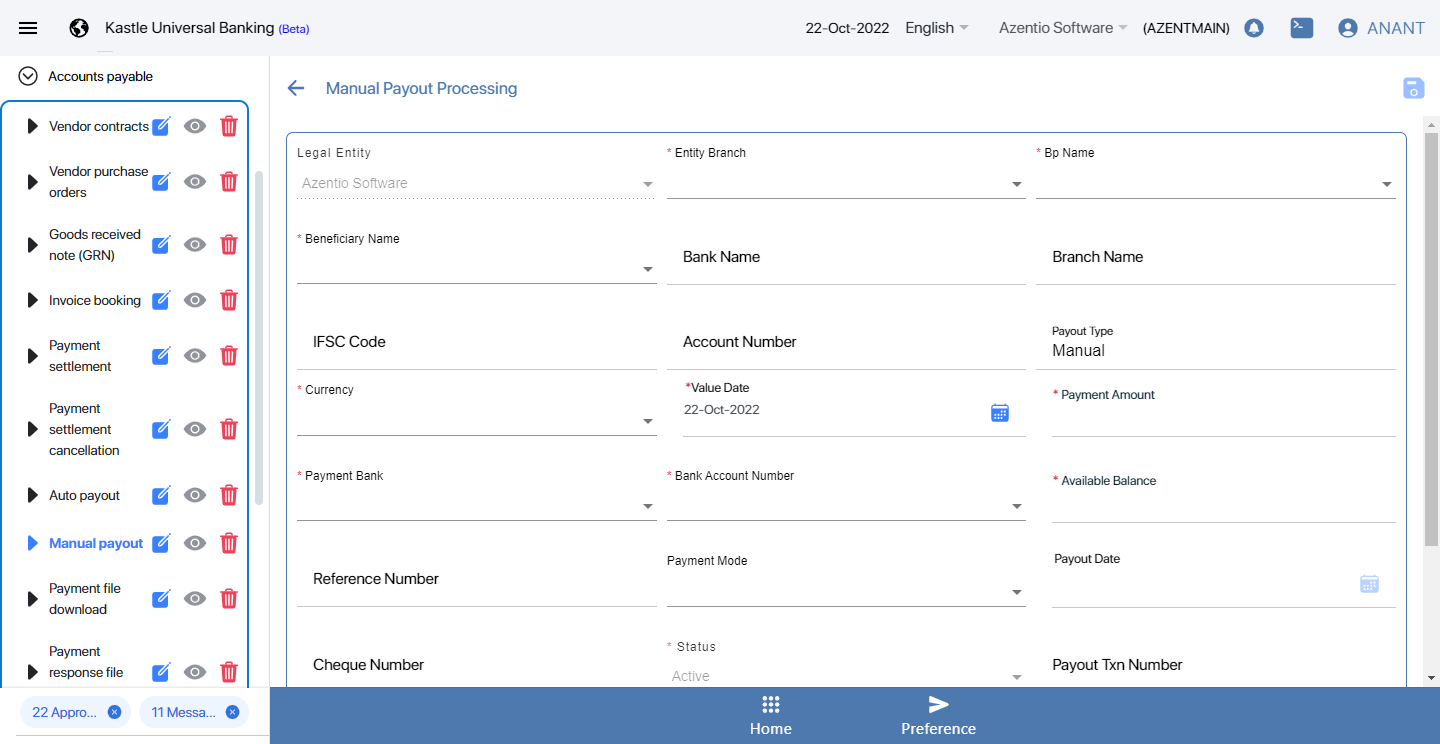 Kastle Universal Banking (Beta)
22-Oct-2022
English
Azentio Software
(AZENTMAIN)
ANANT
Accounts payable
Vendor contracts
Vendor purchase
orders
Goods received
note (GRN)
Invoice booking
Payment
settlement
Payment
settlement
cancellation
Auto payout
Manual payout
Payment file
download
Payment
response file
22 Appro...
11 Messa...
Manual Payout Processing
Legal Entity
* Entity Branch
* Bp Name
Azentio Software
* Beneficiary Name
Bank Name
Branch Name
IFSC Code
Account Number
Payout Type
Manual
* Currency
*Value Date
22-Oct-2022
* Payment Amount
* Payment Bank
* Bank Account Number
* Available Balance
Reference Number
Payment Mode
Payout Date
Cheque Number
* Status
Active
Payout Txn Number
Home
Preference